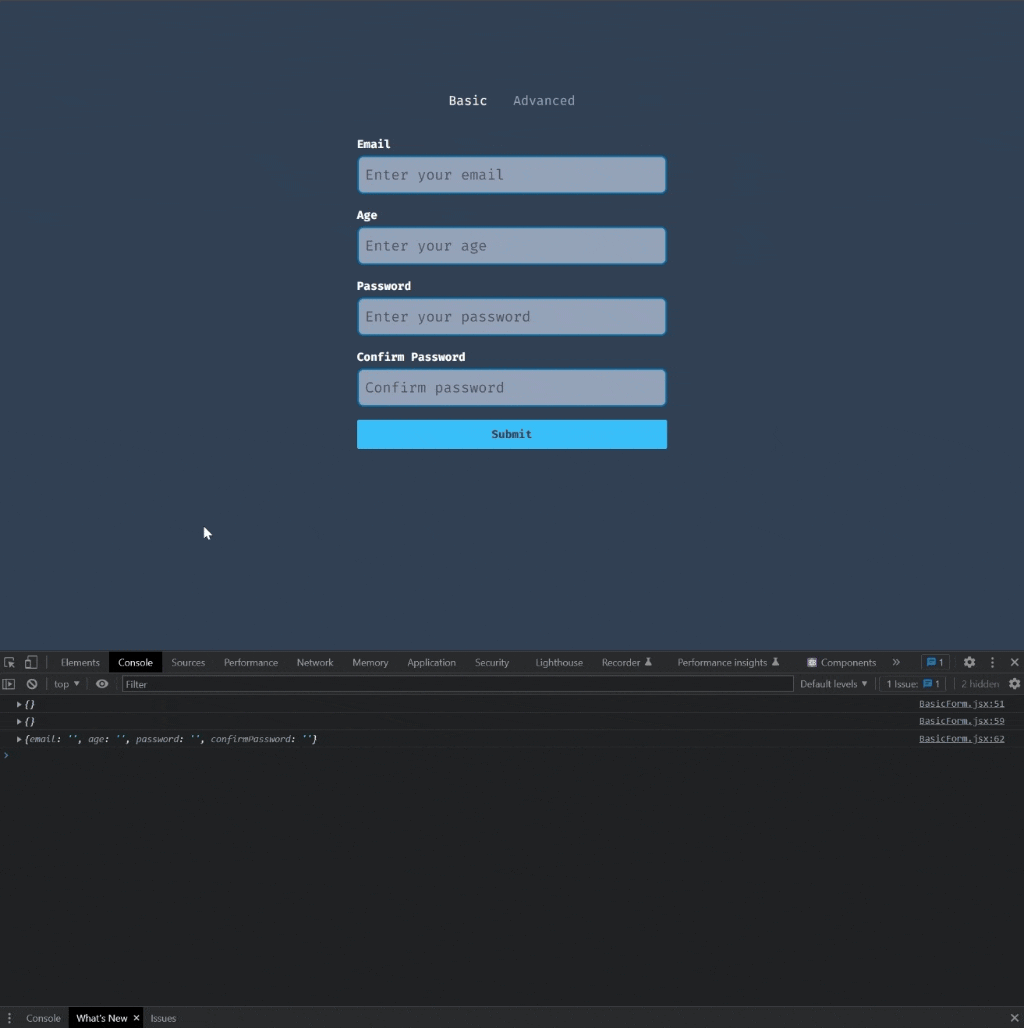 Basic Advanced
Email
Enter your email
Age
Enter your age
Password
Enter your password
Confirm Password
Confirm password
Submit
Elements Console Sources Performance Network Memory Application Security Lighthouse Recorder Performance insights Components » 1
top Filter Default levels 1 Issue: 1 2 hidden
{} BasicForm.jsx:51
{} BasicForm.jsx:59
{email: '', age: '', password: '', confirmPassword: ''} BasicForm.jsx:62
Console What's New Issues